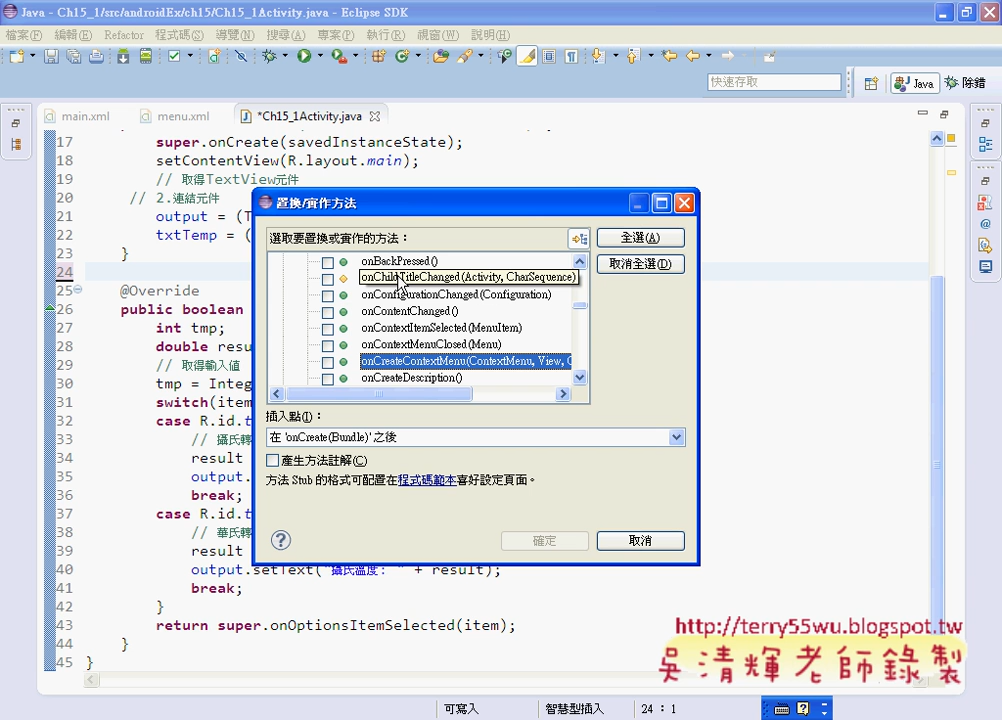 Java - Ch15_1/src/androidEx/ch15/Ch15_1Activity.java - Eclipse SDK
檔案(F) 編輯(E) Refactor 程式碼(S) 導覽(N) 搜尋(A) 專案(P) 執行(R) 視窗(W) 說明(H)
快速存取 Java 除錯
main.xml menu.xml *Ch15_1Activity.java
17 super.onCreate(savedInstanceState);
18 setContentView(R.layout.main);
19 // 取得TextView元件
20 // 2.連結元件
21 output = (T
22 txtTemp = (
23 }
24
25 @Override
26 public boolean
27 int tmp;
28 double resu
29 // 取得輸入值
30 tmp = Integ
31 switch(item
32 case R.id.t
33 // 攝氏轉
34 result
35 output.
36 break;
37 case R.id.t
38 // 華氏轉
39 result
40 output.setText("攝氏溫度: " + result);
41 break;
42 }
43 return super.onOptionsItemSelected(item);
44 }
45 }
置換/實作方法
選取要置換或實作的方法：
全選(A)
取消全選(D)
onBackPressed()
onChildTitleChanged(Activity, CharSequence)
onConfigurationChanged(Configuration)
onContentChanged()
onContextItemSelected(MenuItem)
onContextMenuClosed(Menu)
onCreateContextMenu(ContextMenu, View, C
onCreateDescription()
插入點(I)：
在 'onCreate(Bundle)' 之後
產生方法註解(C)
方法 Stub 的格式可配置在程式碼範本喜好設定頁面。
確定 取消
http://terry55wu.blogspot.tw
吳清輝老師錄製
可寫入 智慧型插入 24 : 1